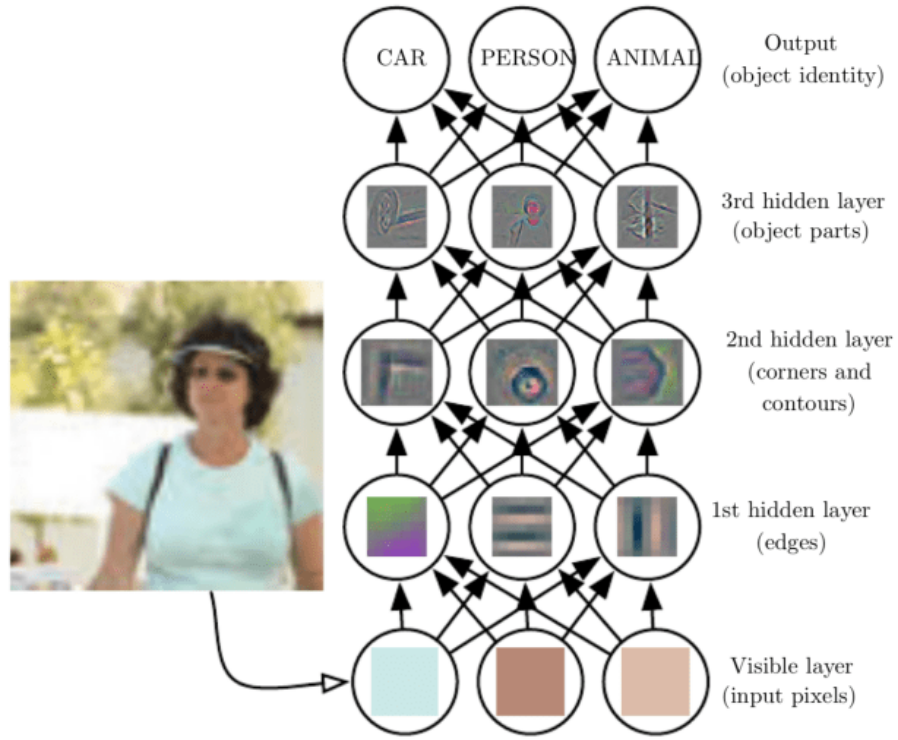 CAR PERSON ANIMAL
Output
(object identity)
3rd hidden layer
(object parts)
2nd hidden layer
(corners and
contours)
1st hidden layer
(edges)
Visible layer
(input pixels)